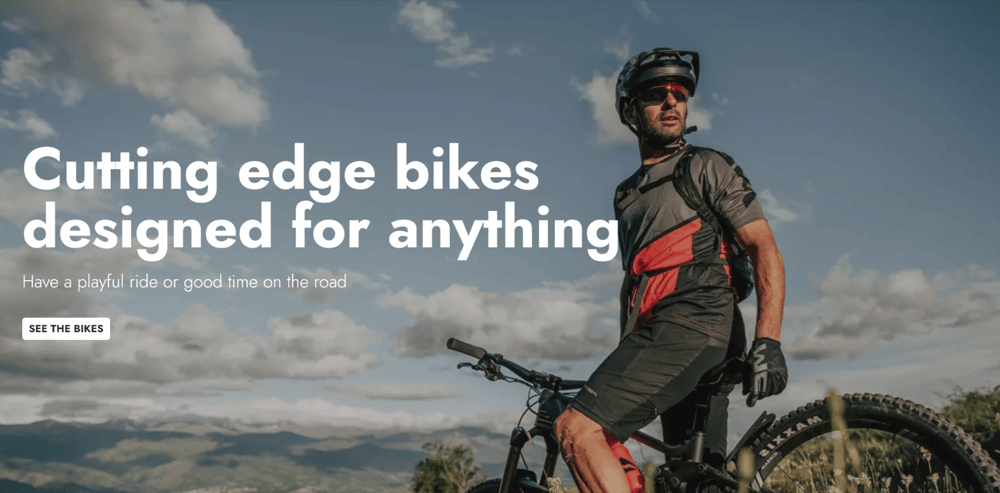 Cutting edge bikes
designed for anything
Have a playful ride or good time on the road
SEE THE BIKES